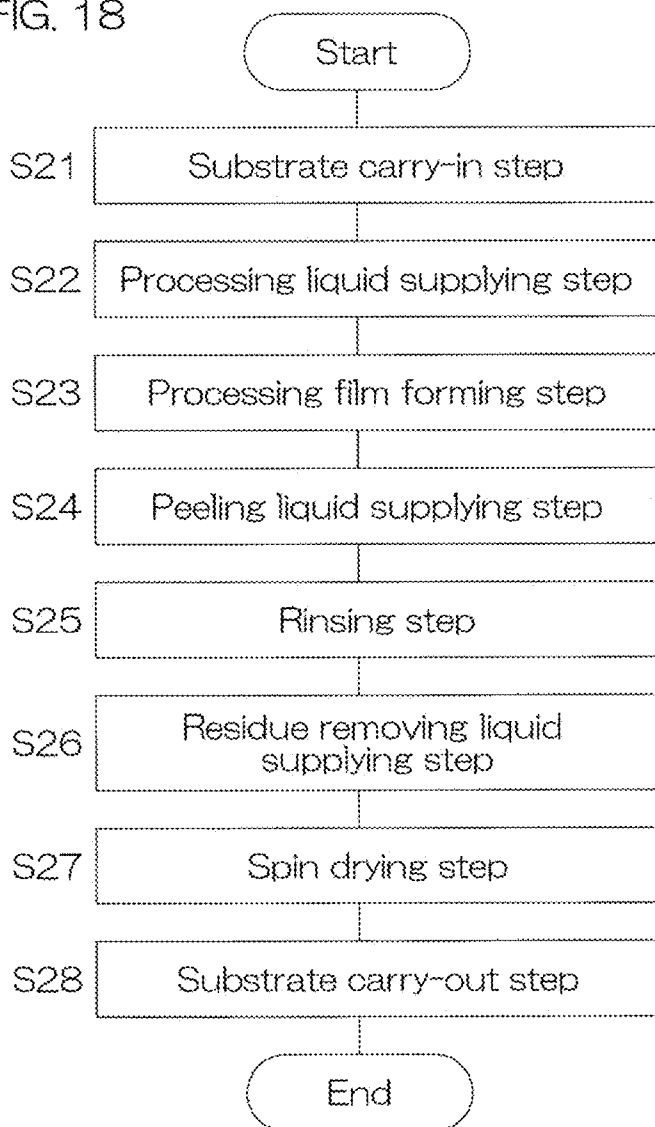 FIG. 18
Start
S21 Substrate carry-in step
S22 Processing liquid supplying step
S23 Processing film forming step
S24 Peeling liquid supplying step
S25 Rinsing step
S26 Residue removing liquid
supplying step
S27 Spin drying step
S28 Substrate carry-out step
End